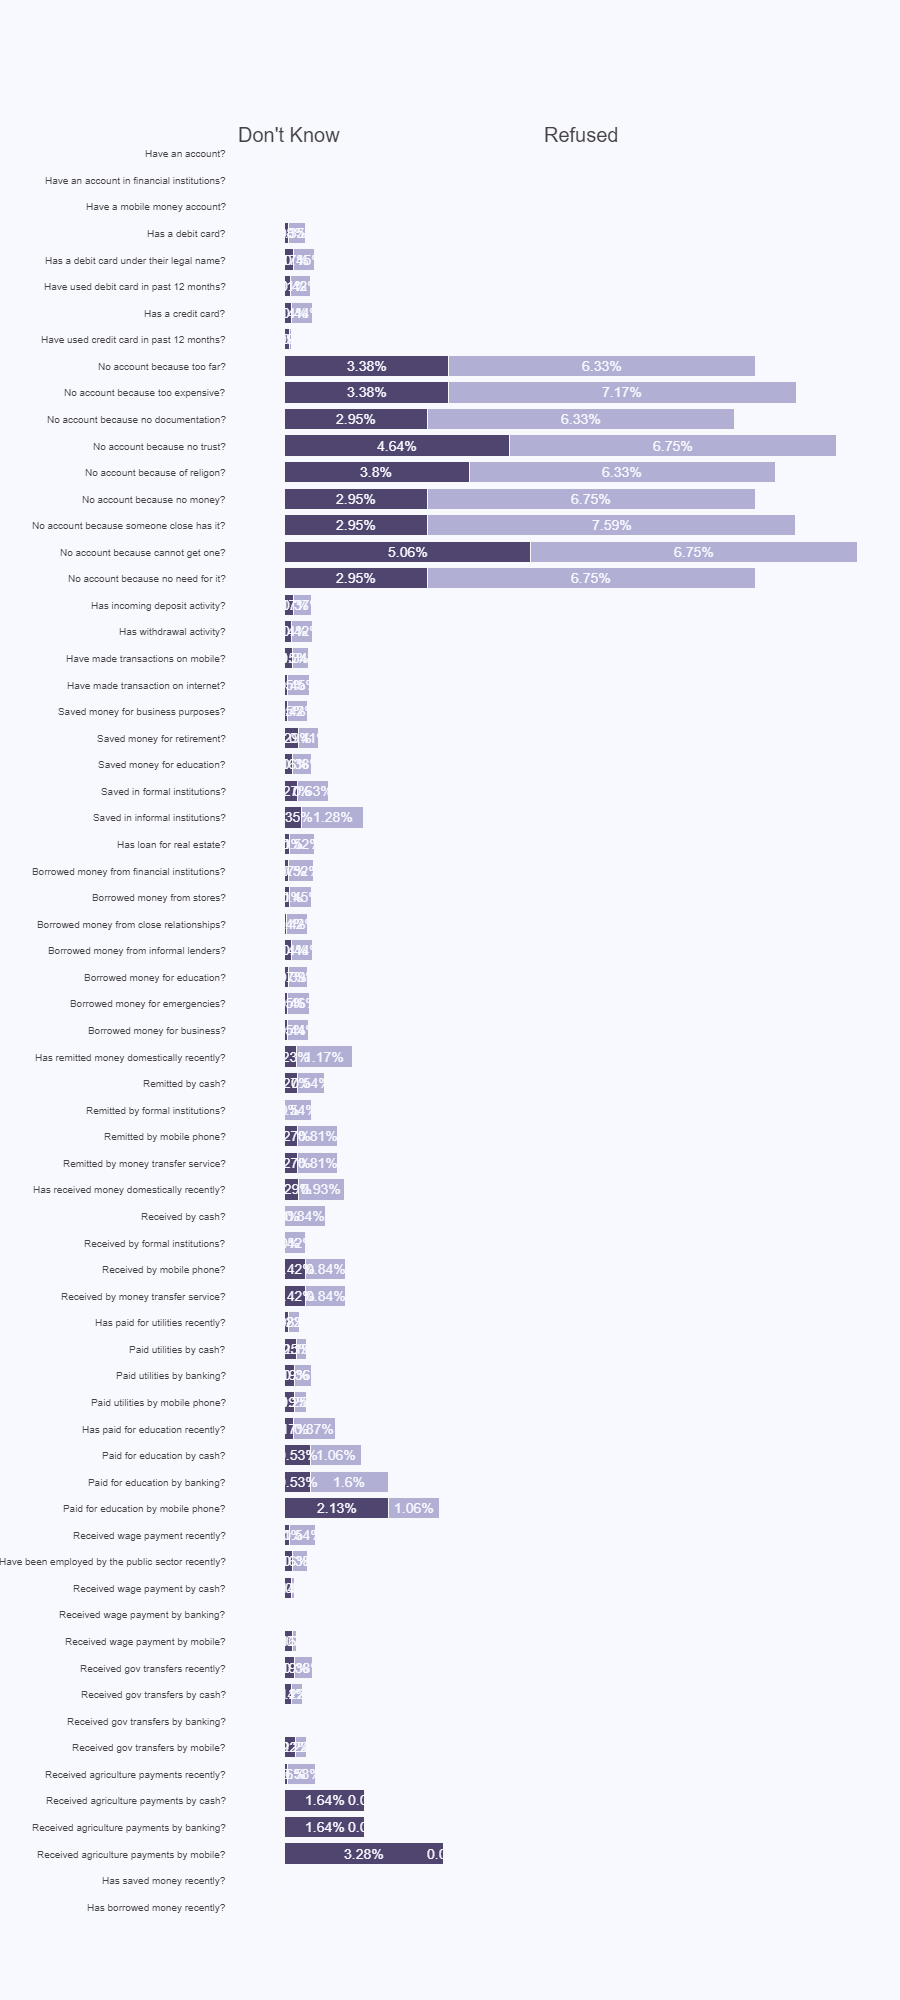 Don't Know Refused
Have an account?
Have an account in financial institutions?
Have a mobile money account?
Has a debit card?
Has a debit card under their legal name?
Have used debit card in past 12 months?
Has a credit card?
Have used credit card in past 12 months?
No account because too far? 3.38% 6.33%
No account because too expensive? 3.38% 7.17%
No account because no documentation? 2.95% 6.33%
No account because no trust? 4.64% 6.75%
No account because of religon? 3.8% 6.33%
No account because no money? 2.95% 6.75%
No account because someone close has it? 2.95% 7.59%
No account because cannot get one? 5.06% 6.75%
No account because no need for it? 2.95% 6.75%
Has incoming deposit activity?
Has withdrawal activity?
Have made transactions on mobile?
Have made transaction on internet?
Saved money for business purposes?
Saved money for retirement?
Saved money for education?
Saved in formal institutions?
Saved in informal institutions? 1.28%
Has loan for real estate?
Borrowed money from financial institutions?
Borrowed money from stores?
Borrowed money from close relationships?
Borrowed money from informal lenders?
Borrowed money for education?
Borrowed money for emergencies?
Borrowed money for business?
Has remitted money domestically recently? 1.17%
Remitted by cash?
Remitted by formal institutions?
Remitted by mobile phone?
Remitted by money transfer service?
Has received money domestically recently?
Received by cash?
Received by formal institutions?
Received by mobile phone? 0.84%
Received by money transfer service? 0.84%
Has paid for utilities recently?
Paid utilities by cash?
Paid utilities by banking?
Paid utilities by mobile phone?
Has paid for education recently?
Paid for education by cash? 1.06%
Paid for education by banking? 1.6%
Paid for education by mobile phone? 2.13% 1.06%
Received wage payment recently?
Have been employed by the public sector recently?
Received wage payment by cash?
Received wage payment by banking?
Received wage payment by mobile?
Received gov transfers recently?
Received gov transfers by cash?
Received gov transfers by banking?
Received gov transfers by mobile?
Received agriculture payments recently?
Received agriculture payments by cash? 1.64%
Received agriculture payments by banking? 1.64%
Received agriculture payments by mobile? 3.28%
Has saved money recently?
Has borrowed money recently?